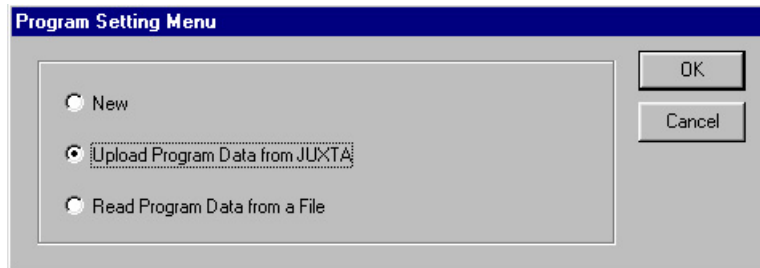 Program Setting Menu
OK
New
Cancel
Upload Program Data from JUXTA
Read Program Data from a File